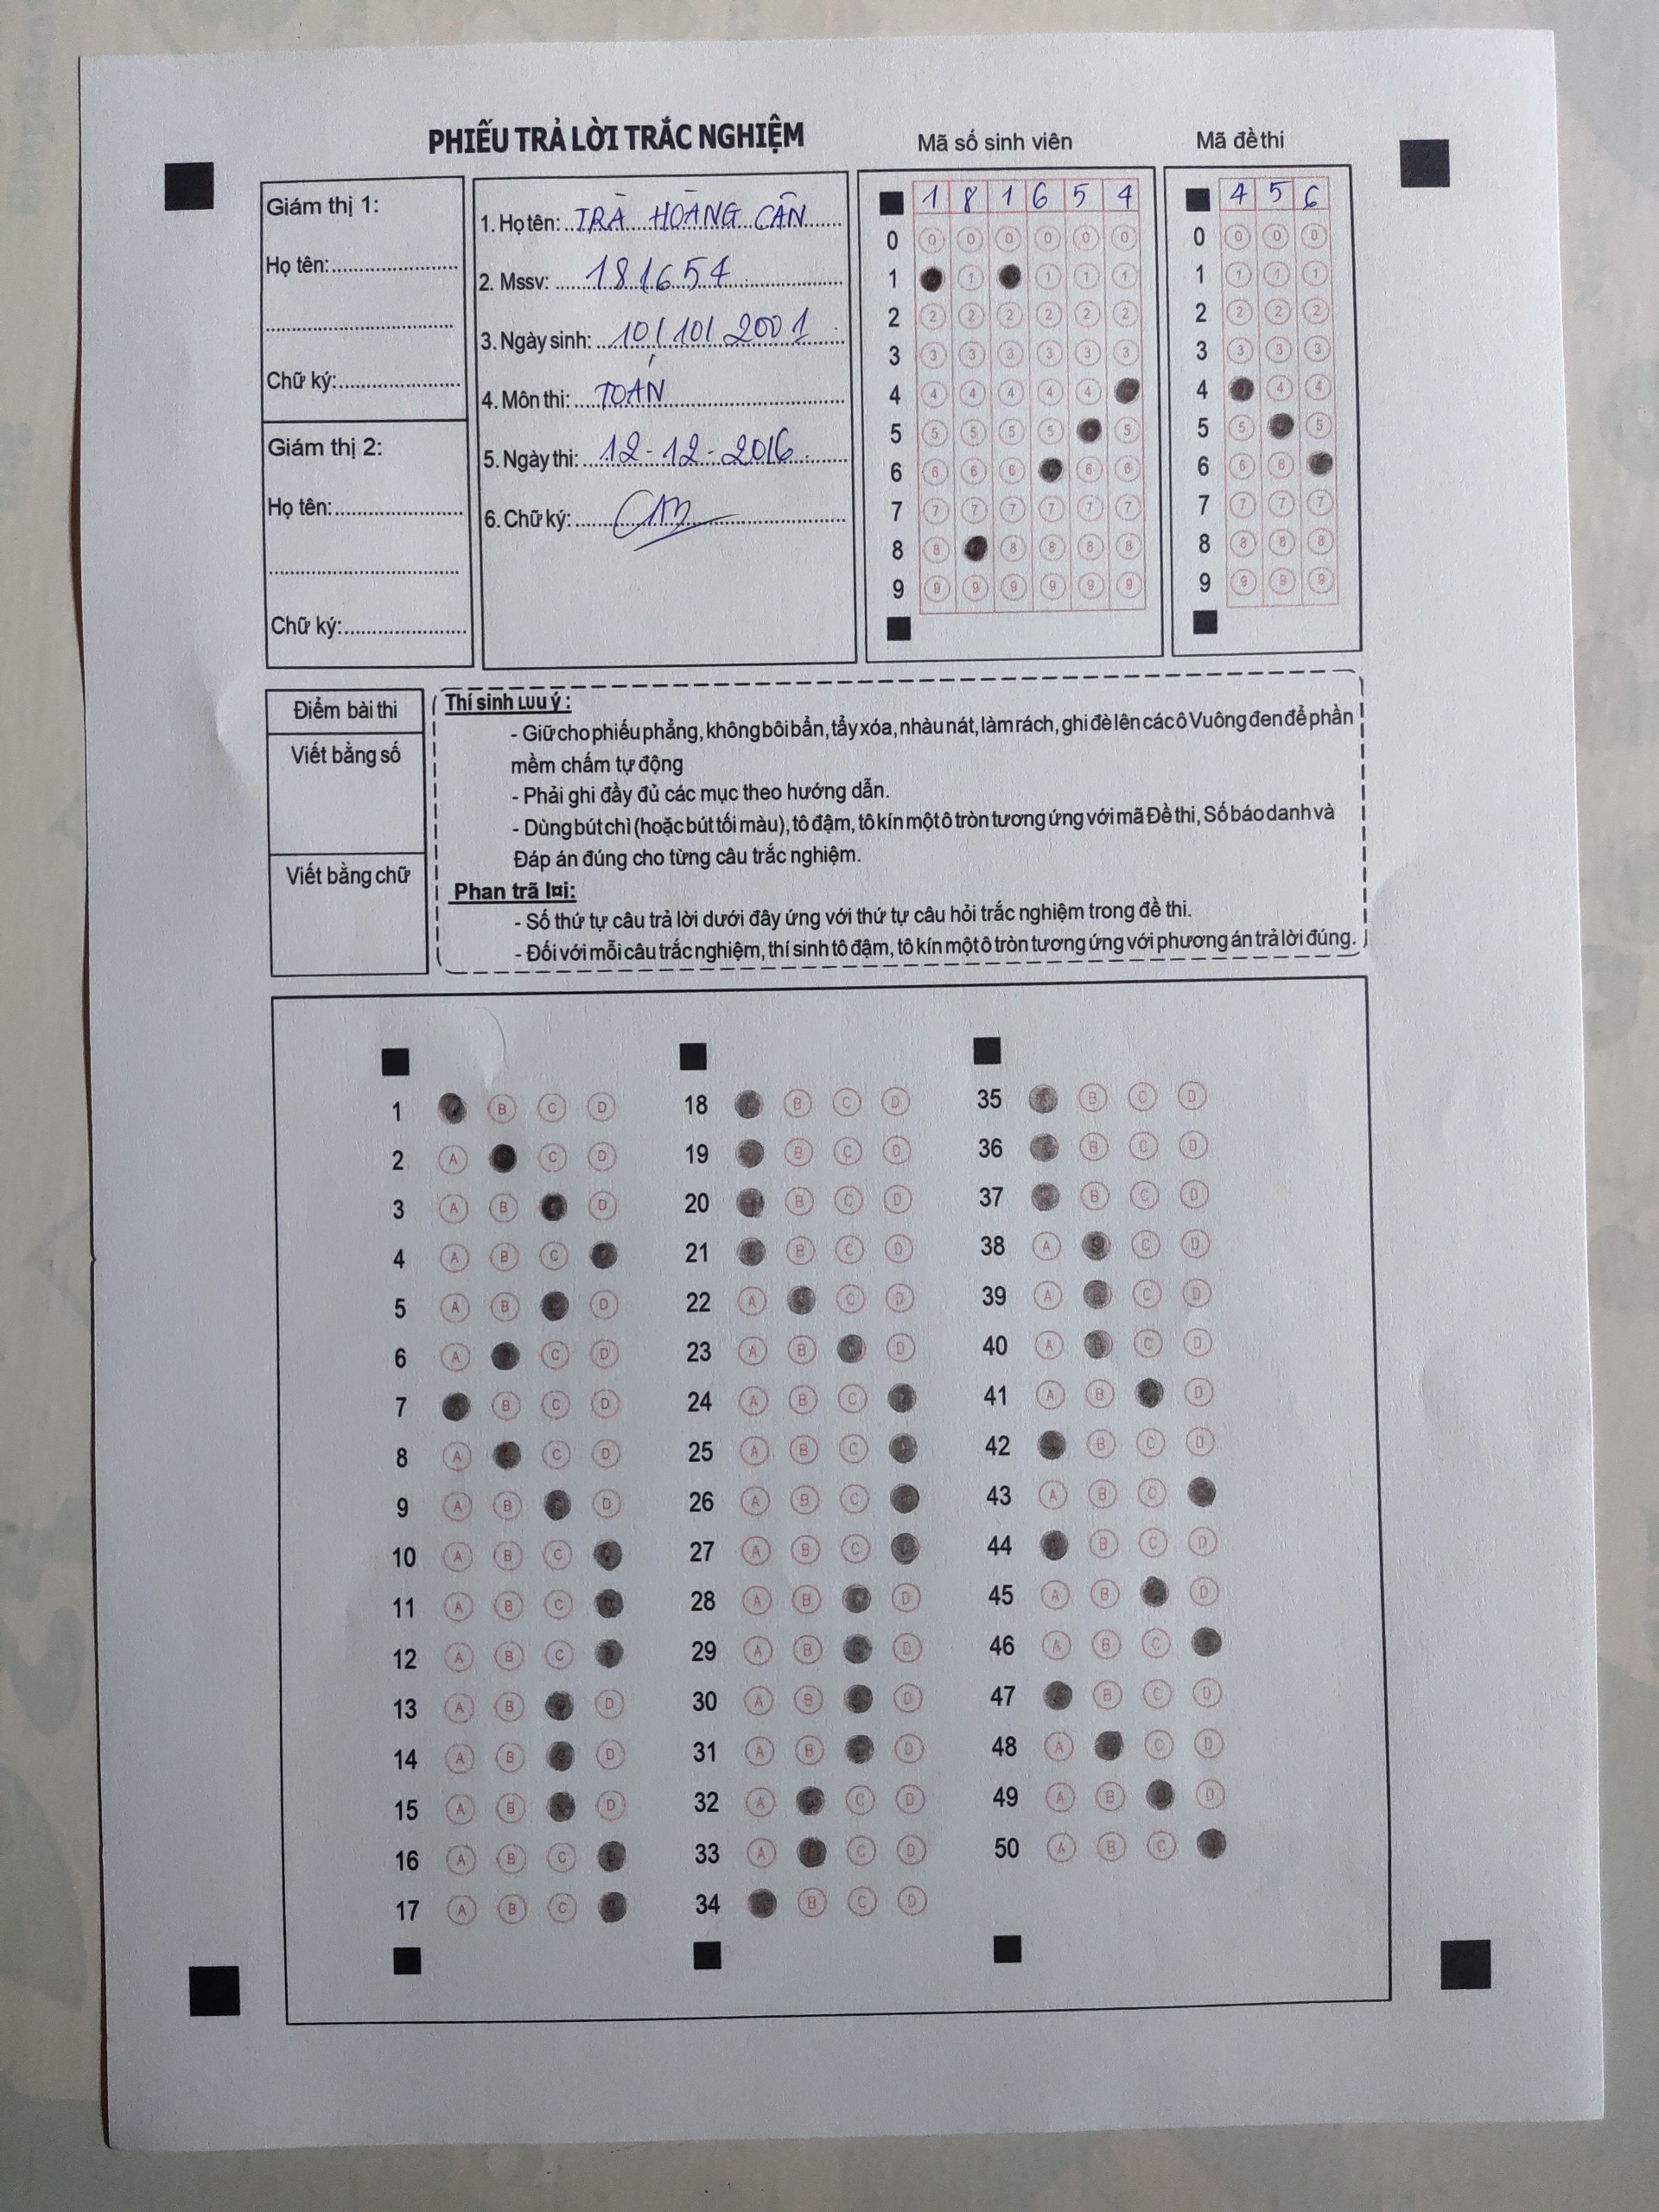 PHIẾU TRẢ LỜI TRẮC NGHIỆM
Mã số sinh viên
Mã đề thi
Giám thị 1:
Họ tên:
Chữ ký:
Giám thị 2:
Họ tên:
Chữ ký:
1. Họ tên: TRÀ HOÀNG CẦN
2. Mssv: 181654
3. Ngày sinh: 10/10/2001
4. Môn thi: TOÁN
5. Ngày thi: 12-12-2016
6. Chữ ký:
1 8 1 6 5 4
0 0 0 0 0 0 0
1 1 1 1 1
2 2 2 2 2 2 2
3 3 3 3 3 3 3
4 4 4 4 4 4
5 5 5 5 5 5
6 6 6 6 6 6
7 7 7 7 7 7 7
8 8 8 8 8 8
9 9 9 9 9 9 9
4 5 6
0 0 0 0
1 1 1 1
2 2 2 2
3 3 3 3
4 4 4
5 5 5
6 6 6
7 7 7 7
8 8 8 8
9 9 9 9
Điểm bài thi
Viết bằng số
Viết bằng chữ
Thí sinh LƯU ý :
- Giữ cho phiếu phẳng, không bôi bẩn, tẩy xóa, nhàu nát, làm rách, ghi đè lên các ô Vuông đen để phần
mềm chấm tự động
- Phải ghi đầy đủ các mục theo hướng dẫn.
- Dùng bút chì (hoặc bút tối màu), tô đậm, tô kín một ô tròn tương ứng với mã Đề thi, Số báo danh và
Đáp án đúng cho từng câu trắc nghiệm.
Phan trã l¤i:
- Số thứ tự câu trả lời dưới đây ứng với thứ tự câu hỏi trắc nghiệm trong đề thi.
- Đối với mỗi câu trắc nghiệm, thí sinh tô đậm, tô kín một ô tròn tương ứng với phương án trả lời đúng.
1 B C D
2 A C D
3 A B D
4 A B C
5 A B D
6 A C D
7 B C D
8 A C D
9 A B D
10 A B C
11 A B C
12 A B C
13 A B D
14 A B D
15 A B D
16 A B C
17 A B C
18 B C D
19 B C D
20 B C D
21 B C D
22 A C D
23 A B D
24 A B C
25 A B C
26 A B C
27 A B C
28 A B D
29 A B D
30 A B D
31 A B D
32 A C D
33 A C D
34 B C D
35 B C D
36 B C D
37 B C D
38 A C D
39 A C D
40 A C D
41 A B D
42 B C D
43 A B C
44 B C D
45 A B D
46 A B C
47 B C D
48 A C D
49 A B D
50 A B C